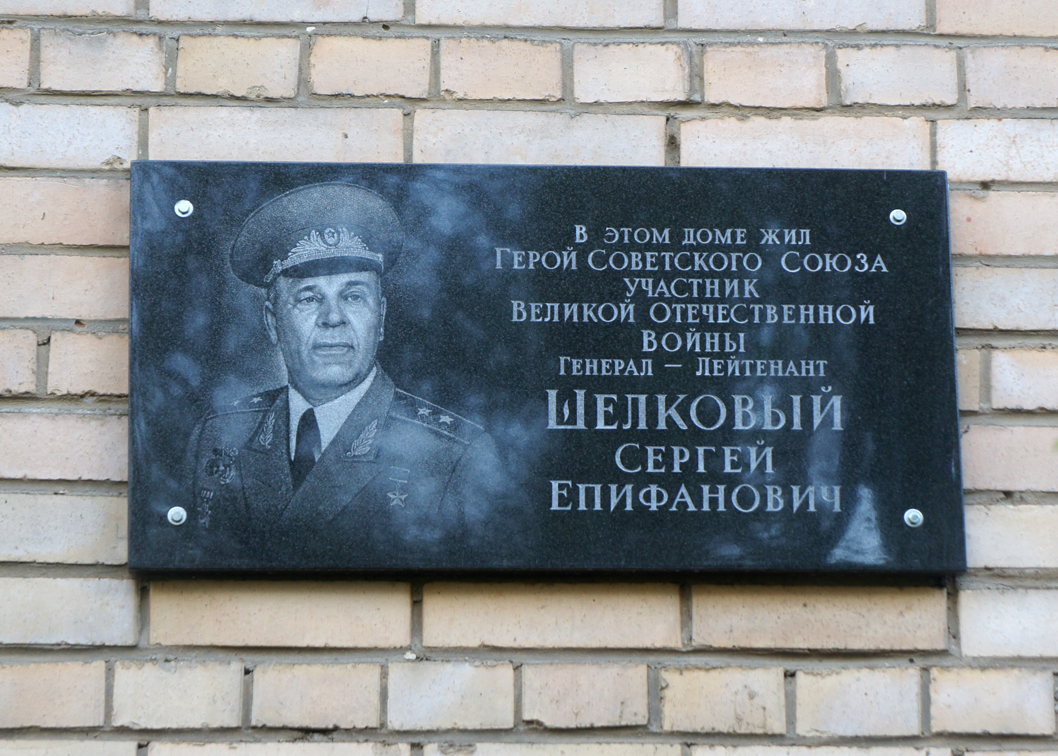 В ЭТОМ ДОМЕ ЖИЛ
ГЕРОЙ СОВЕТСКОГО СОЮЗА
УЧАСТНИК
ВЕЛИКОЙ ОТЕЧЕСТВЕННОЙ
ВОЙНЫ
ГЕНЕРАЛ – ЛЕЙТЕНАНТ
ШЕЛКОВЫЙ
СЕРГЕЙ
ЕПИФАНОВИЧ